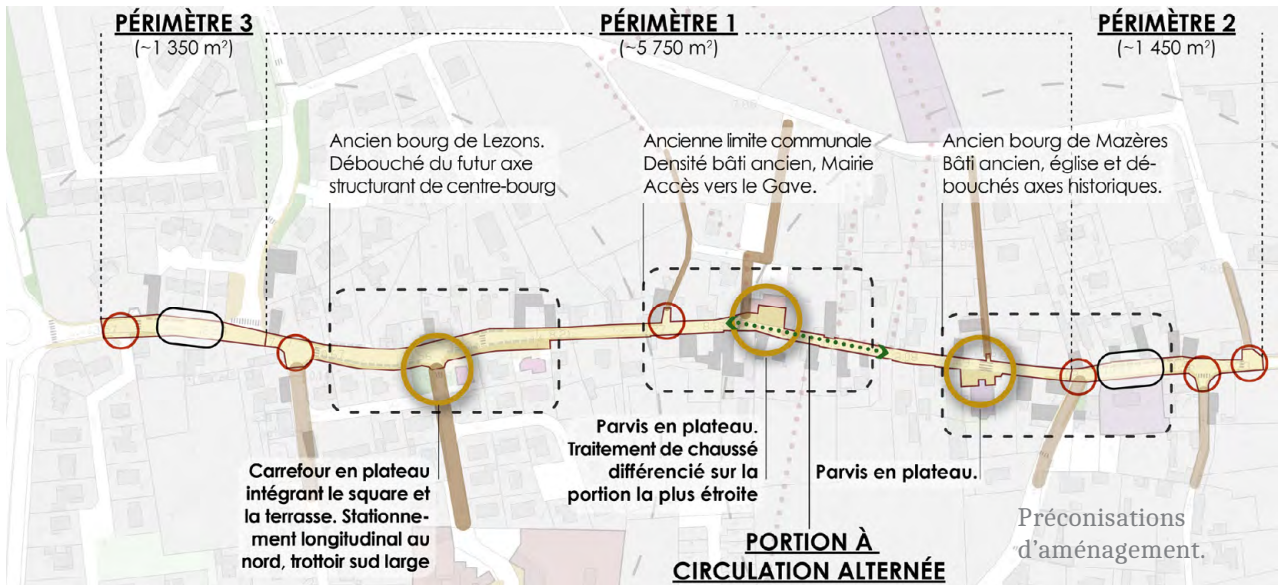 PÉRIMÈTRE 3
(~1 350 m²)
PÉRIMÈTRE 1
(~5 750 m²)
PÉRIMÈTRE 2
(~1 450 m²)
Ancien bourg de Lezons.
Débouché du futur axe
structurant de centre-bourg
Ancienne limite communale
Densité bâti ancien, Mairie
Accès vers le Gave.
Ancien bourg de Mazères
Bâti ancien, église et dé-
bouchés axes historiques.
Carrefour en plateau
intégrant le square et
la terrasse. Stationne-
ment longitudinal au
nord, trottoir sud large
Parvis en plateau.
Traitement de chaussé
différencié sur la
portion la plus étroite
Parvis en plateau.
PORTION À
CIRCULATION ALTERNÉE
Préconisations
d'aménagement.